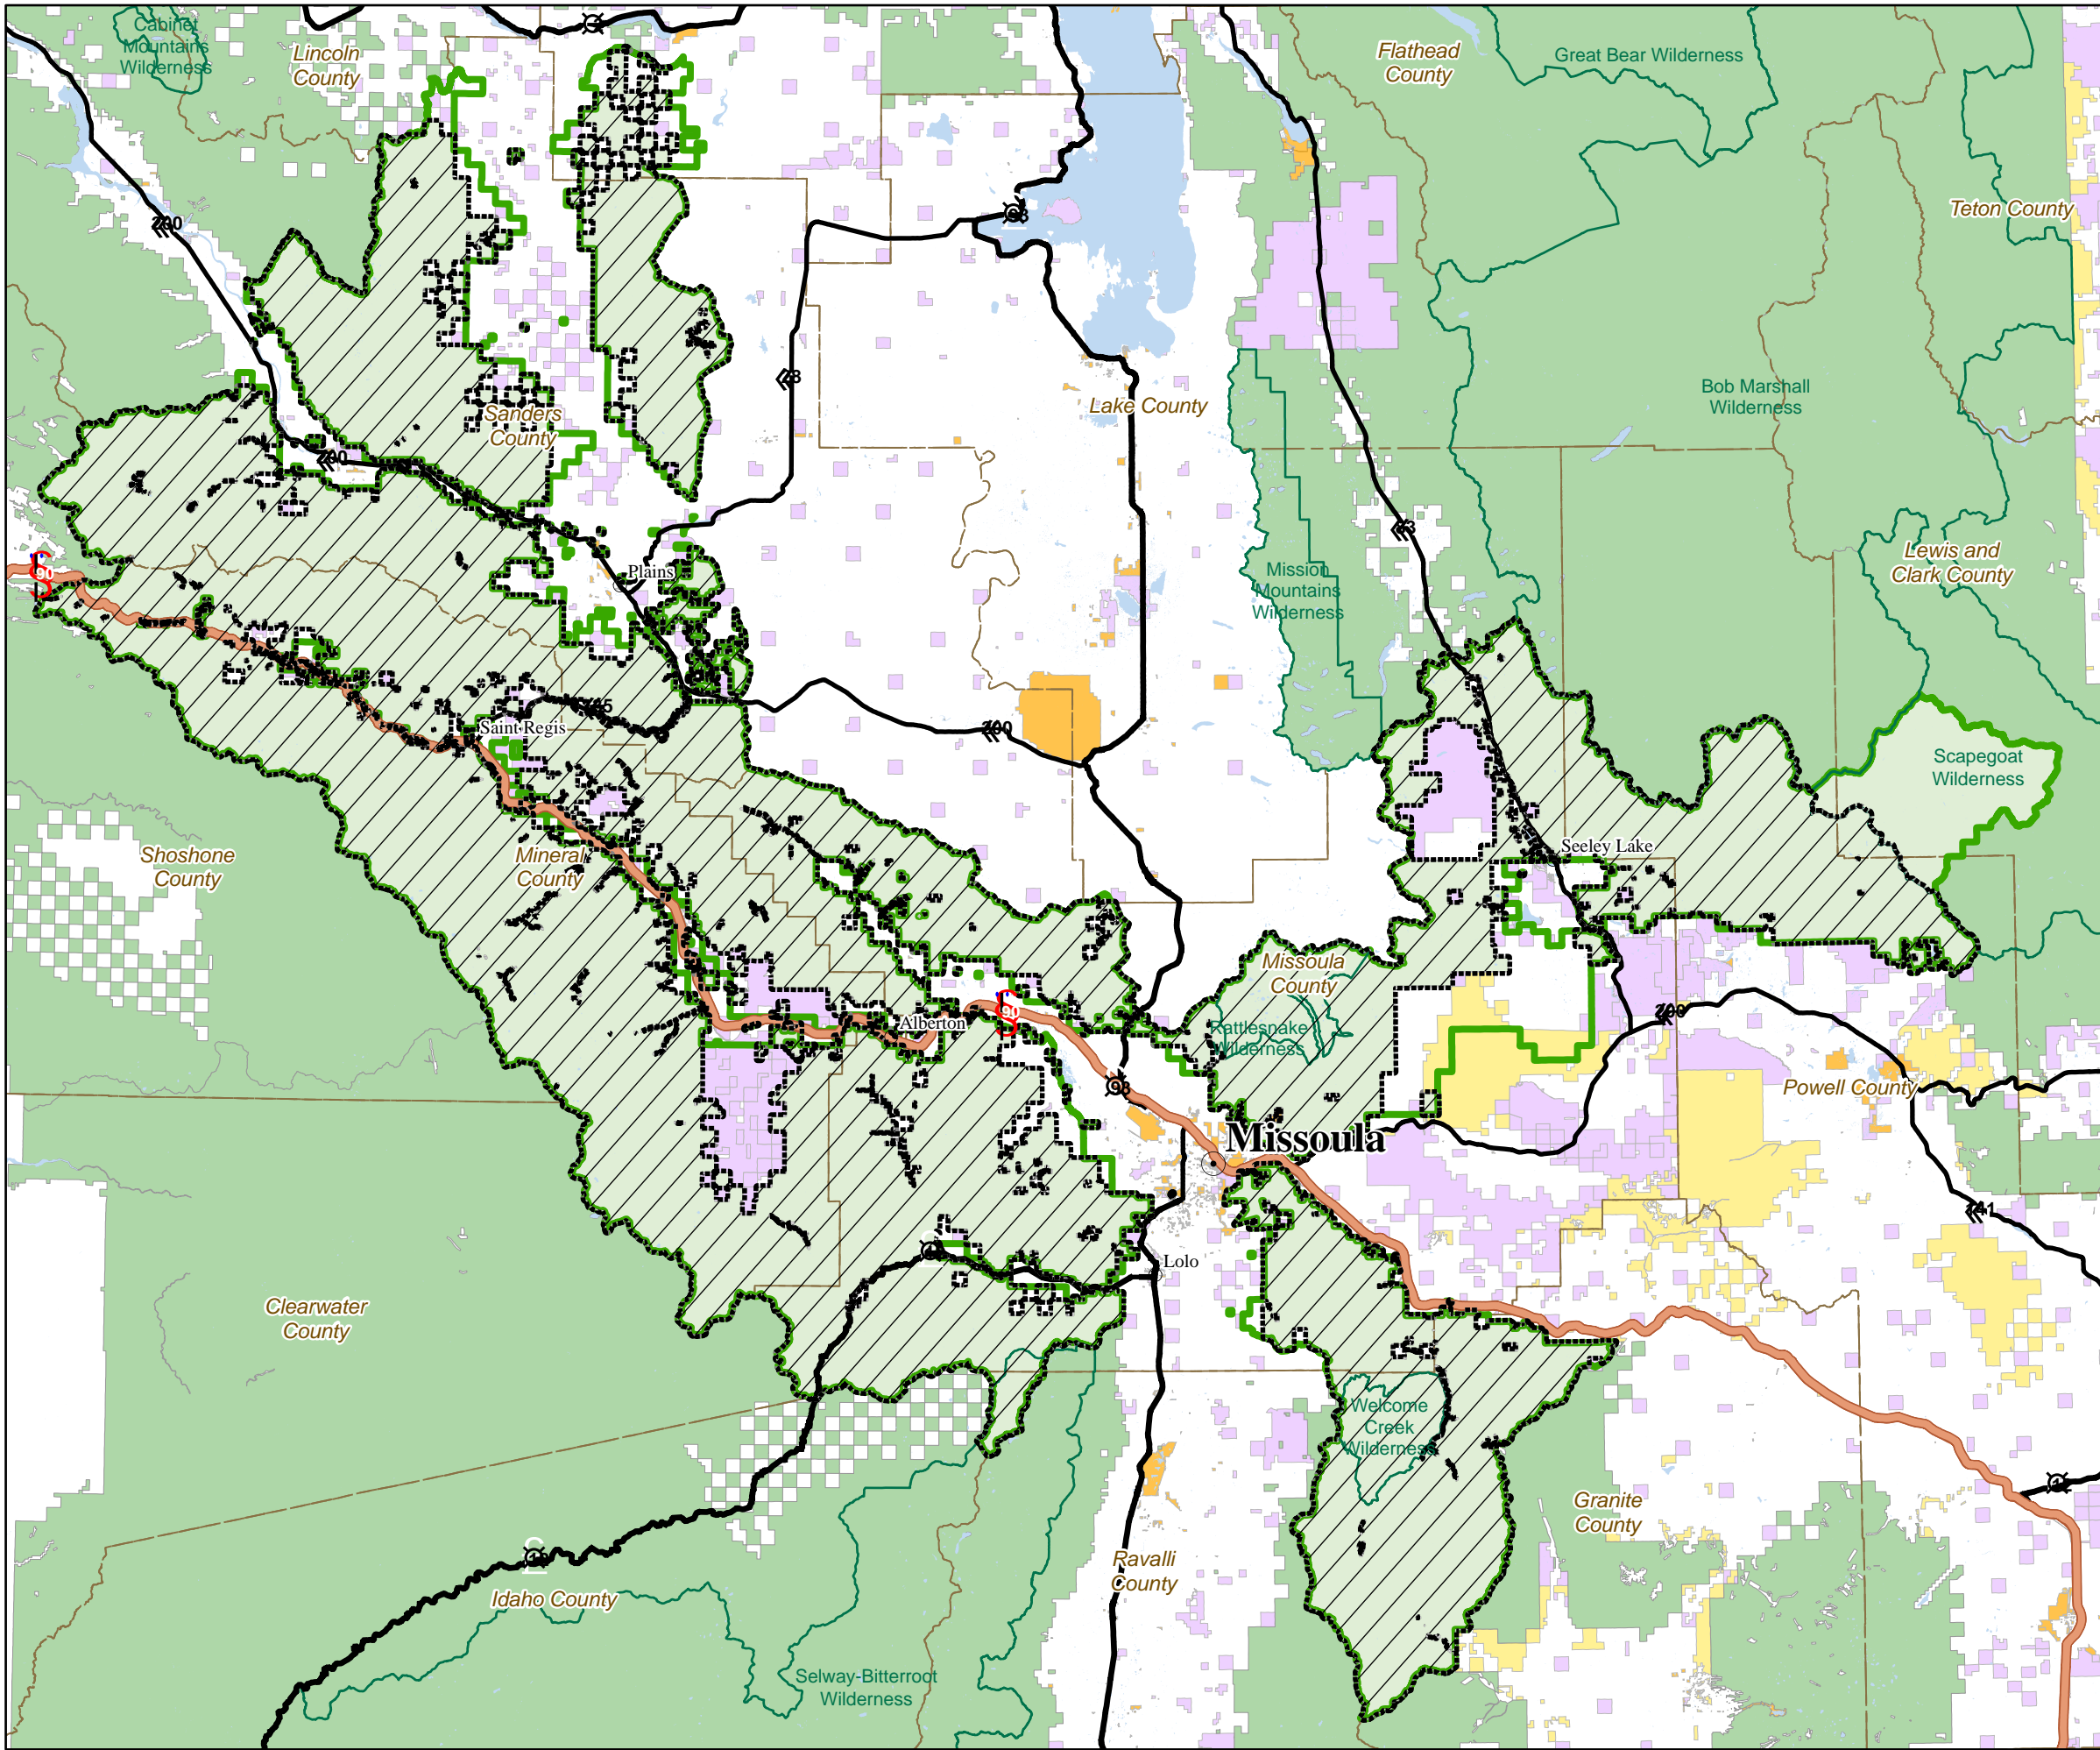 Cabinet
Mountains
Wilderness
Lincoln
County
Flathead
County
Great Bear Wilderness
Teton County
200
Bob Marshall
Wilderness
Sanders
County
Lake County
200
Lewis and
Clark County
90
Plains
Mission
Mountains
Wilderness
Saint Regis
200
Scapegoat
Wilderness
Shoshone
County
Mineral
County
Seeley Lake
Missoula
County
90
Alberton
Rattlesnake
Wilderness
200
Powell County
93
Missoula
141
Lolo
Clearwater
County
Welcome
Creek
Wilderness
Granite
County
12
Idaho County
Ravalli
County
Selway-Bitterroot
Wilderness